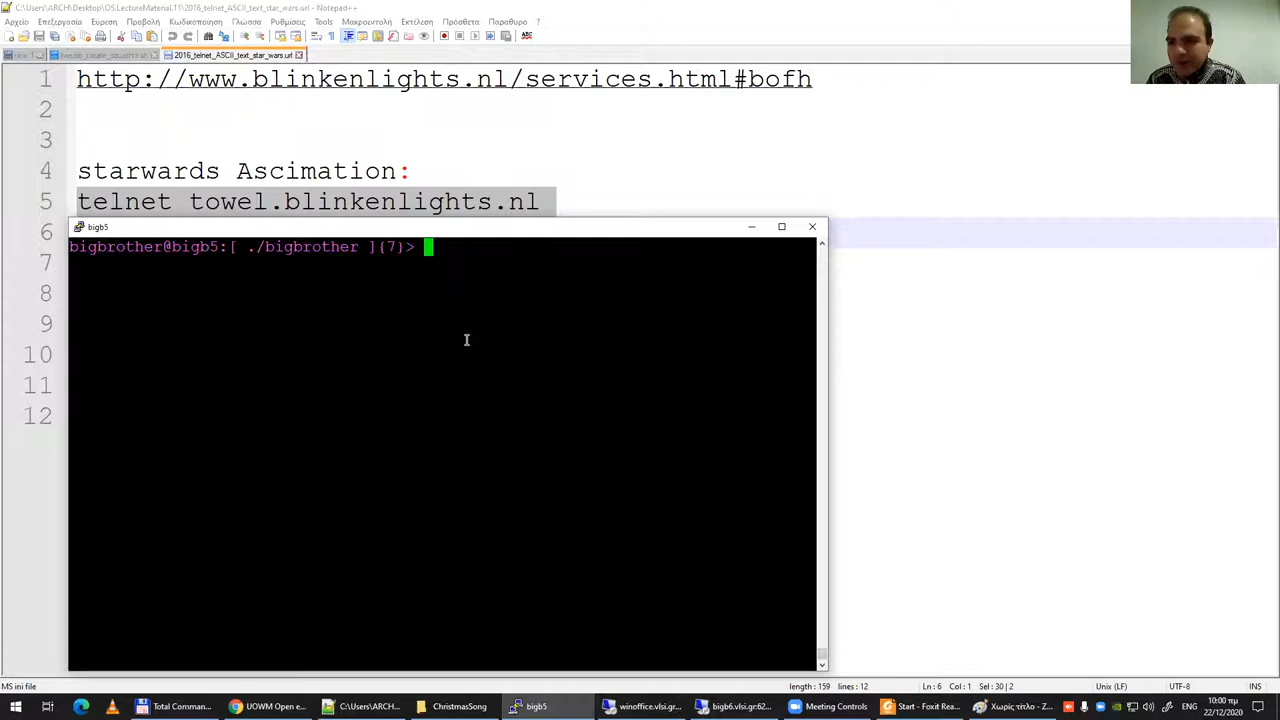 C:\Users\ARCH\Desktop\OS.LectureMaterial.11\2016_telnet_ASCII_text_star_wars.url - Notepad++
Αρχείο Επεξεργασία Εύρεση Προβολή Κωδικοποίηση Γλώσσα Ρυθμίσεις Tools Μακροεντολή Εκτέλεση Πρόσθετα Παράθυρο ?
2016_telnet_ASCII_text_star_wars.url
1 http://www.blinkenlights.nl/services.html#bofh
2
3
4 starwards Ascimation:
5 telnet towel.blinkenlights.nl
6
bigb5
bigbrother@bigb5:[ ./bigbrother ]{7}>
7
8
9
10
11
12
MS ini file length : 159 lines : 12 Ln : 6 Col : 1 Sel : 30 | 2 Unix (LF) UTF-8 INS
Total Comman... UOWM Open e... C:\Users\ARCH... ChristmasSong bigb5 winoffice.vlsi.gr... bigb6.vlsi.gr:62... Meeting Controls Start - Foxit Rea... Χωρίς τίτλο - Ζ... 10:00 πμ
22/12/2020